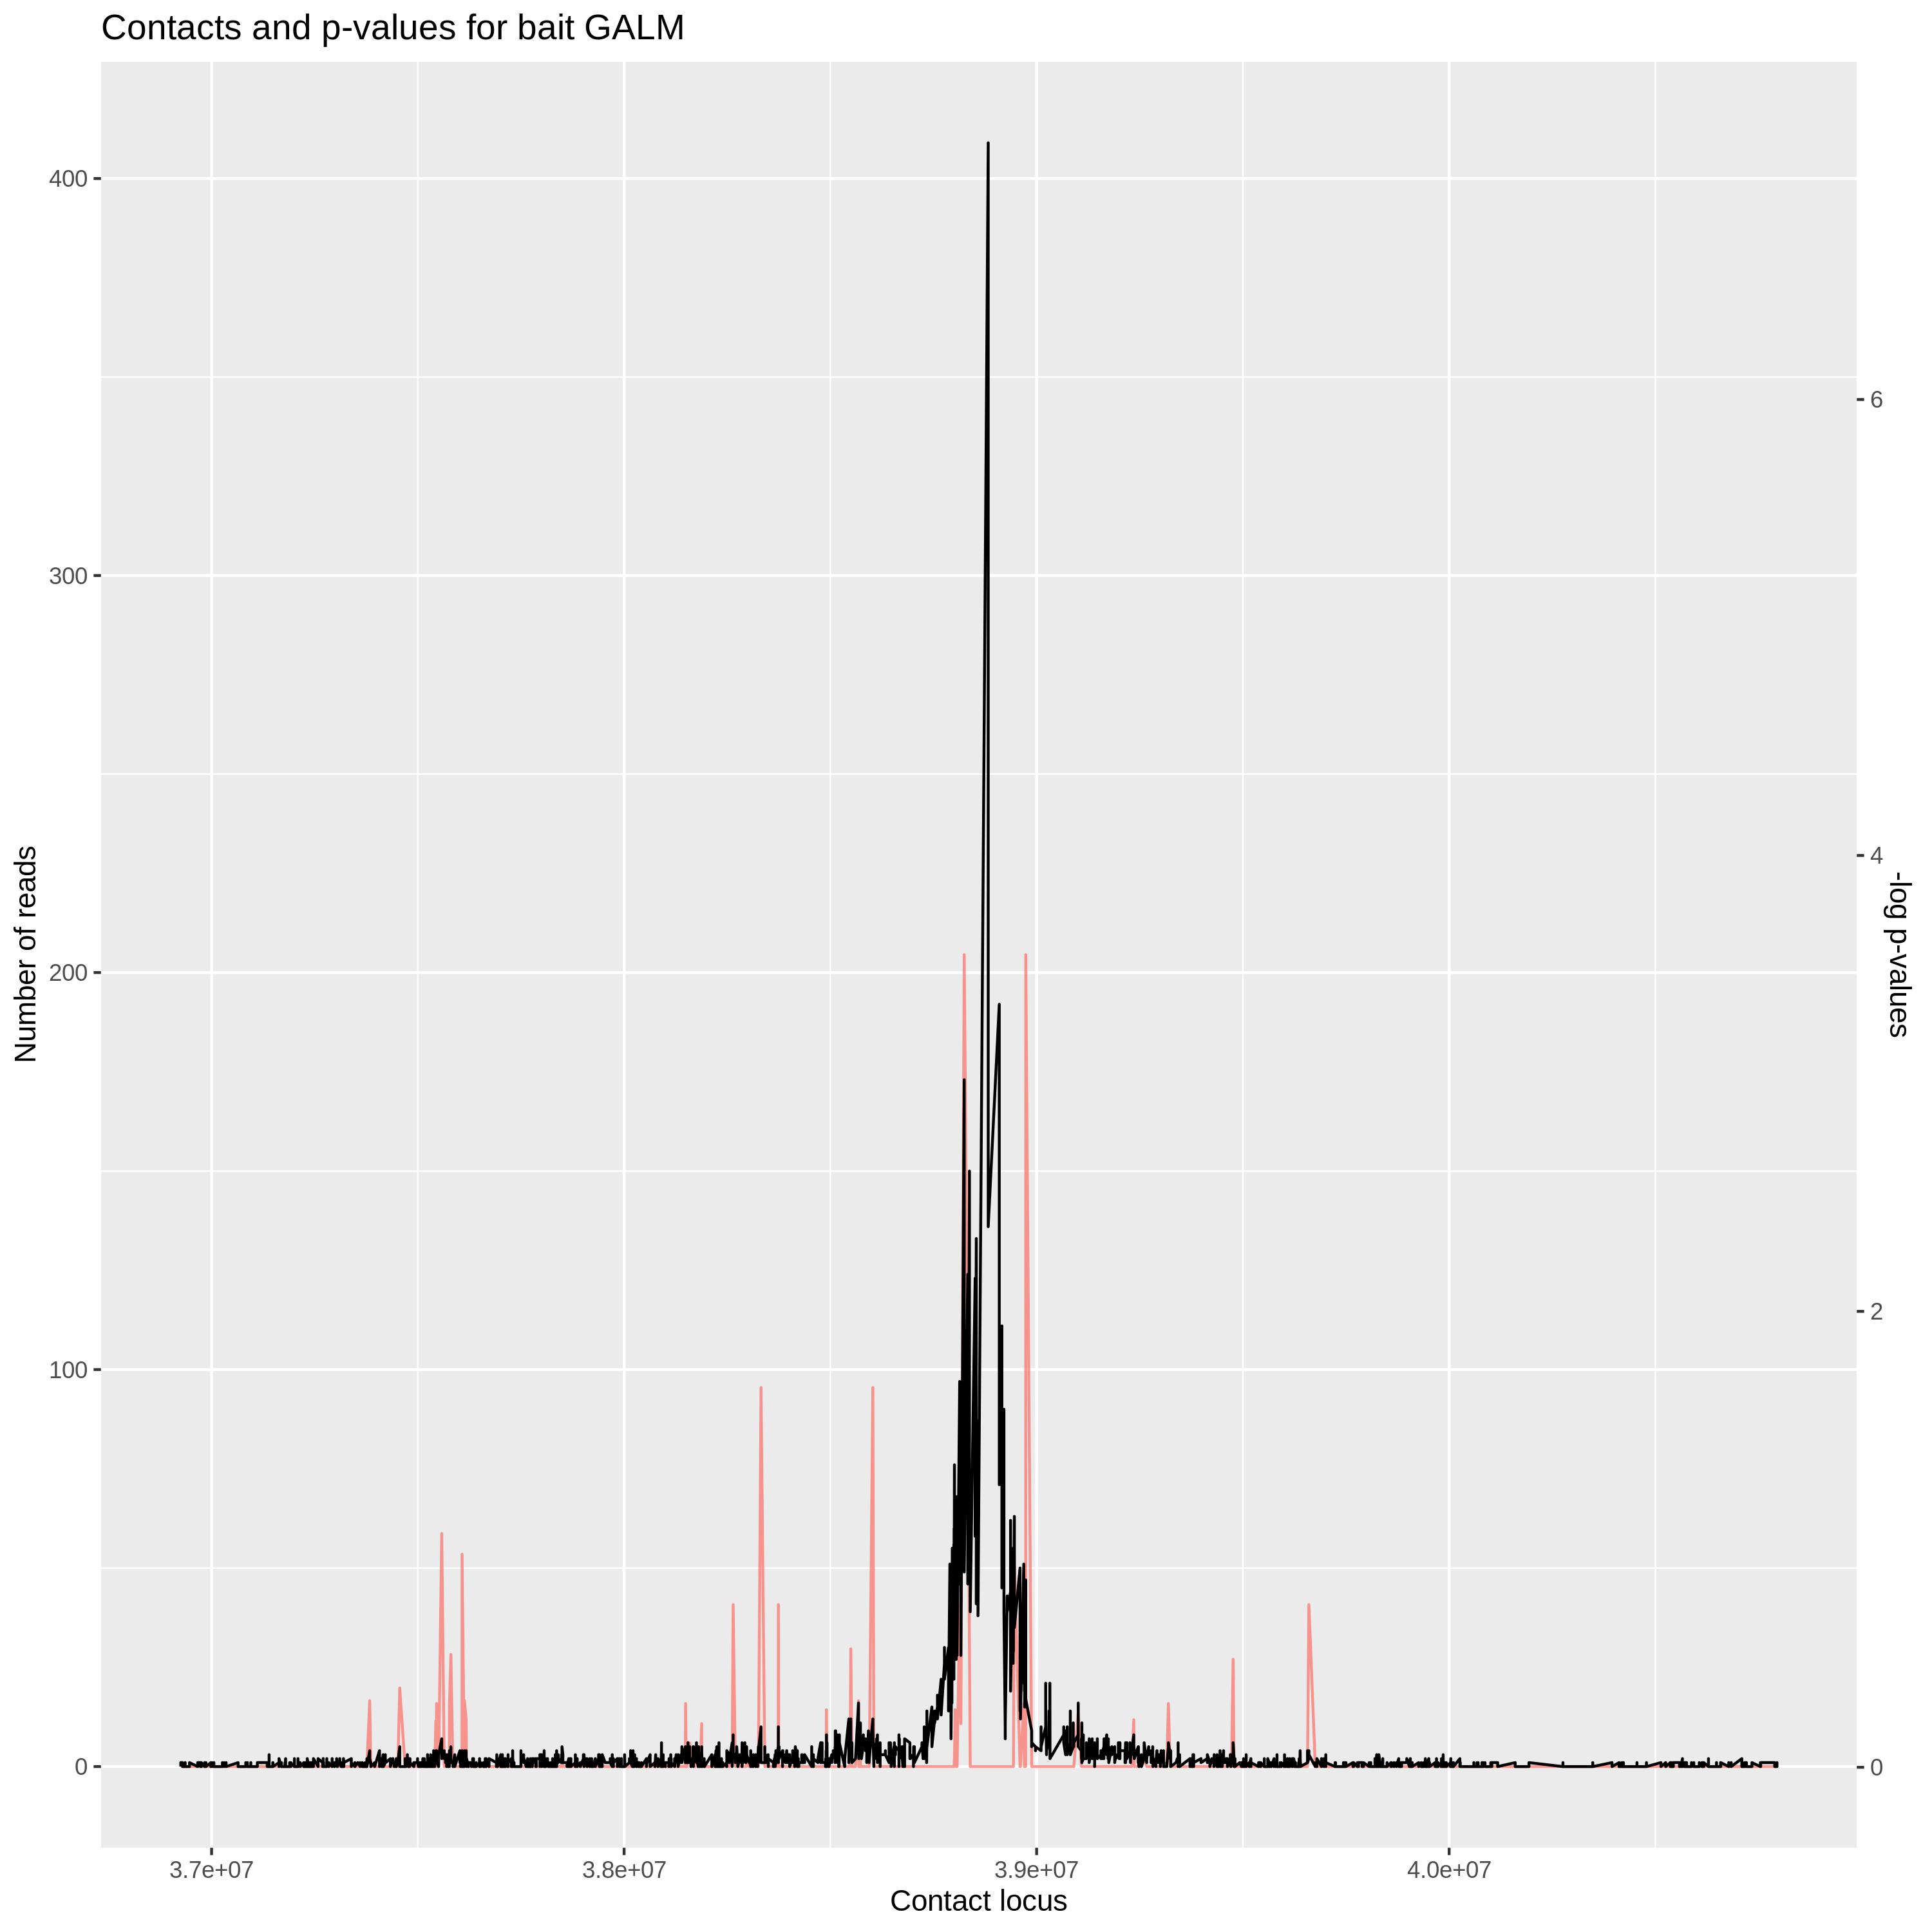 Contacts and p-values for bait GALM
400
300
200
100
0
Number of reads
6
4
2
0
-log p-values
3.7e+07
3.8e+07
3.9e+07
4.0e+07
Contact locus